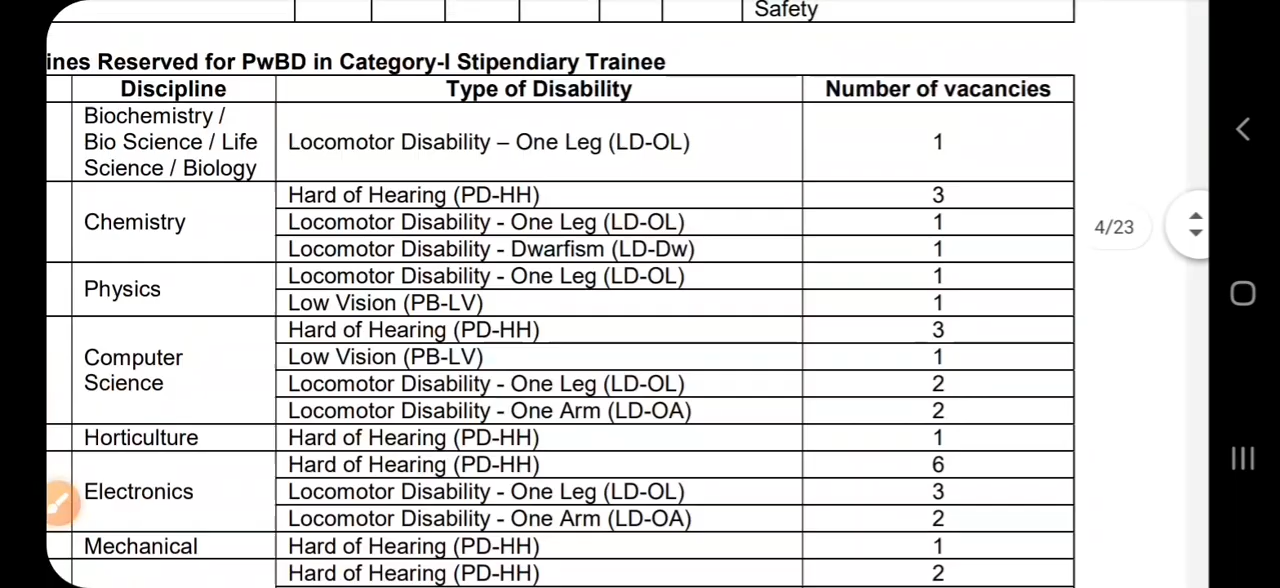 Safety
ines Reserved for PwBD in Category-I Stipendiary Trainee
Discipline Type of Disability Number of vacancies
Biochemistry /
Bio Science / Life
Science / Biology
Locomotor Disability – One Leg (LD-OL) 1
Chemistry
Hard of Hearing (PD-HH) 3
Locomotor Disability - One Leg (LD-OL) 1
Locomotor Disability - Dwarfism (LD-Dw) 1
Physics
Locomotor Disability - One Leg (LD-OL) 1
Low Vision (PB-LV) 1
Computer
Science
Hard of Hearing (PD-HH) 3
Low Vision (PB-LV) 1
Locomotor Disability - One Leg (LD-OL) 2
Locomotor Disability - One Arm (LD-OA) 2
Horticulture Hard of Hearing (PD-HH) 1
Electronics
Hard of Hearing (PD-HH) 6
Locomotor Disability - One Leg (LD-OL) 3
Locomotor Disability - One Arm (LD-OA) 2
Mechanical Hard of Hearing (PD-HH) 1
Hard of Hearing (PD-HH) 2
4/23